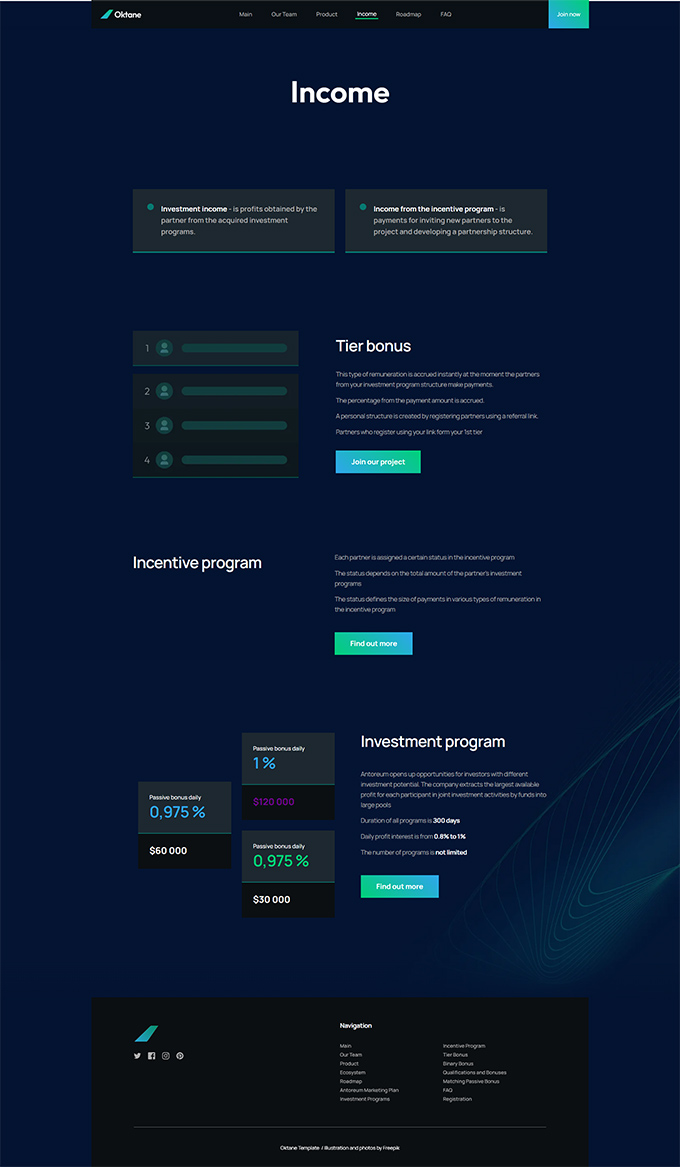 Oktane
Main
Our Team
Product
Income
Roadmap
FAQ
Join now
Income
Investment income - is profits obtained by the
partner from the acquired investment
programs.
Income from the incentive program - is
payments for inviting new partners to the
project and developing a partnership structure.
1
2
3
4
Tier bonus
This type of remuneration is accrued instantly at the moment the partners
from your investment program structure make payments.
The percentage from the payment amount is accrued.
A personal structure is created by registering partners using a referral link.
Partners who register using your link form your 1st tier
Join our project
Incentive program
Each partner is assigned a certain status in the incentive program
The status depends on the total amount of the partner's investment
programs
The status defines the size of payments in various types of remuneration in
the incentive program
Find out more
Passive bonus daily
0,975 %
$60 000
Passive bonus daily
1 %
$120 000
Passive bonus daily
0,975 %
$30 000
Investment program
Antoreum opens up opportunities for investors with different
investment potential. The company extracts the largest available
profit for each participant in joint investment activities by funds into
large pools
Duration of all programs is 300 days
Daily profit interest is from 0.8% to 1%
The number of programs is not limited
Find out more
Navigation
Main
Our Team
Product
Ecosystem
Roadmap
Antoreum Marketing Plan
Investment Programs
Incentive Program
Tier Bonus
Binary Bonus
Qualifications and Bonuses
Matching Passive Bonus
FAQ
Registration
Oktane Template / Illustration and photos by Freepik